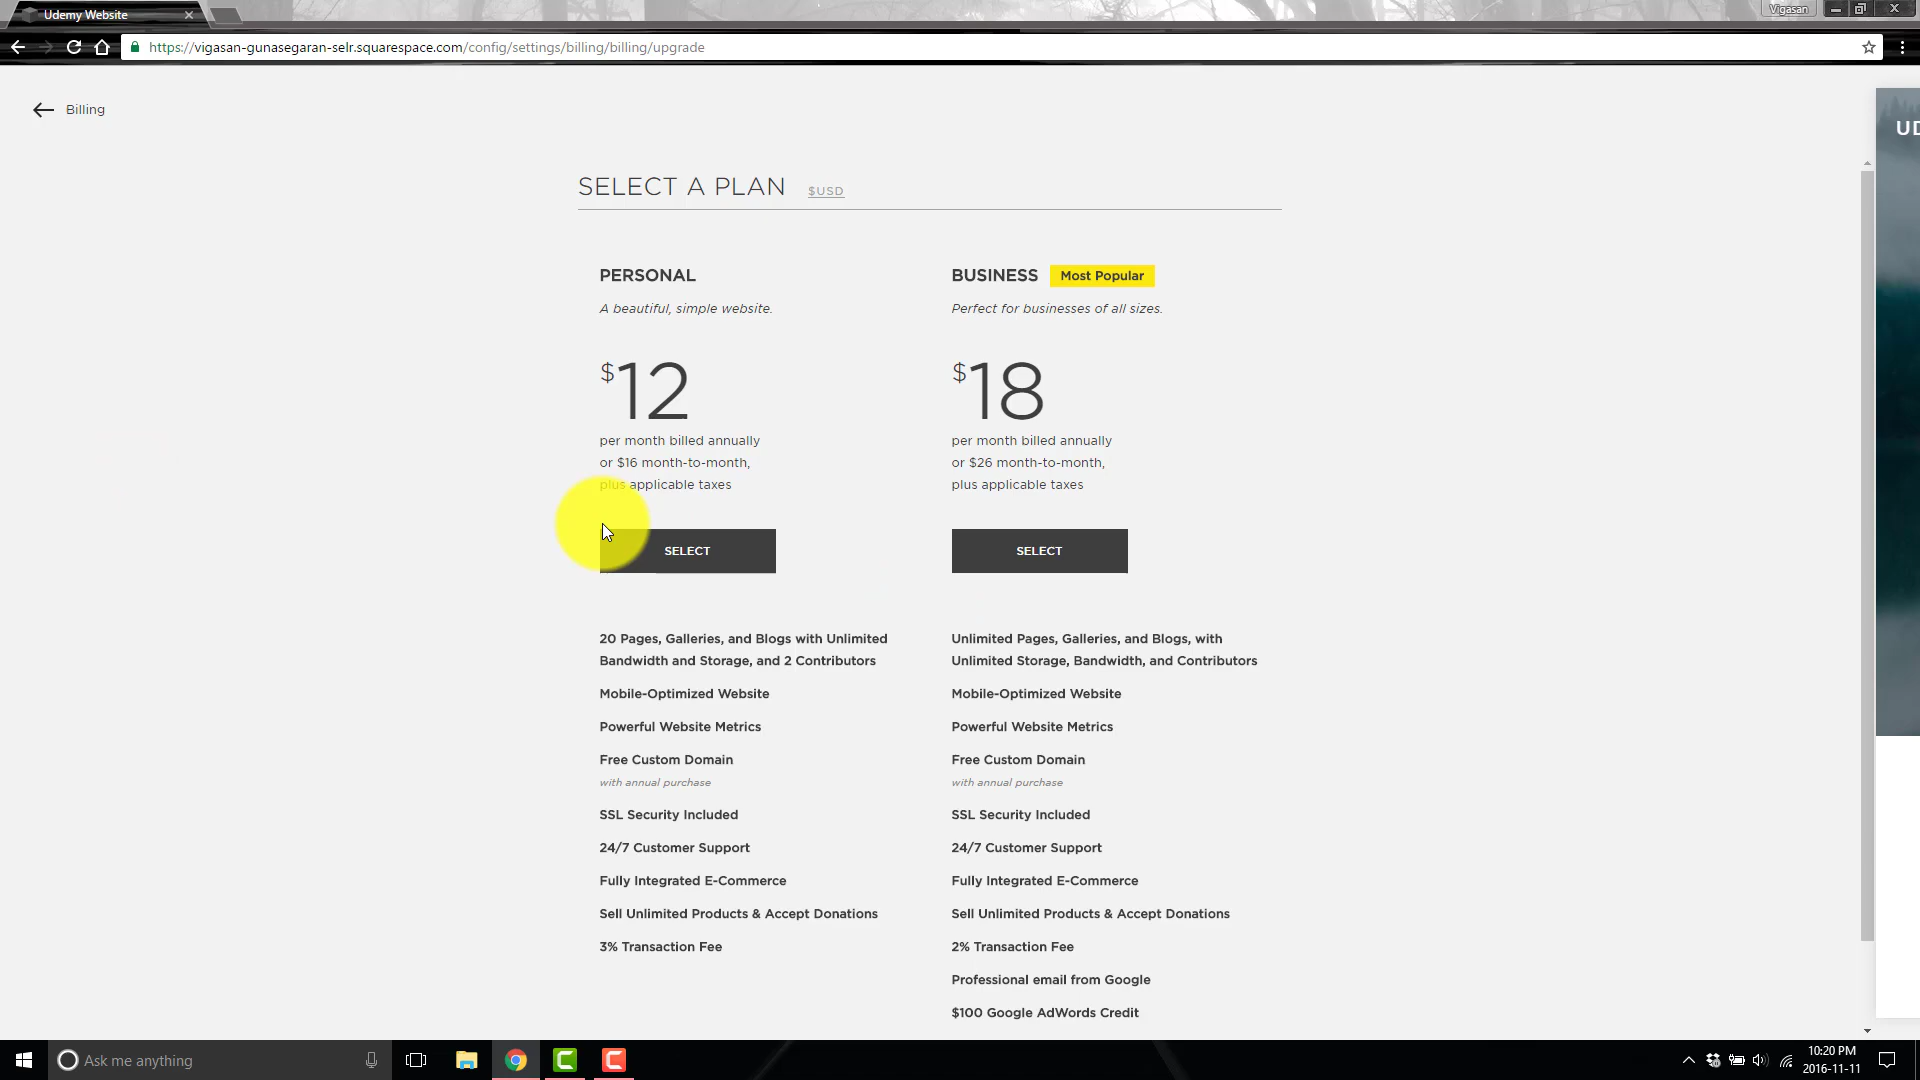 Udemy Website
Vigasan
https://vigasan-gunasegaran-selr.squarespace.com/config/settings/billing/billing/upgrade
Billing
UD
SELECT A PLAN $USD
PERSONAL
A beautiful, simple website.
$12
per month billed annually
or $16 month-to-month,
plus applicable taxes
SELECT
20 Pages, Galleries, and Blogs with Unlimited
Bandwidth and Storage, and 2 Contributors
Mobile-Optimized Website
Powerful Website Metrics
Free Custom Domain
with annual purchase
SSL Security Included
24/7 Customer Support
Fully Integrated E-Commerce
Sell Unlimited Products & Accept Donations
3% Transaction Fee
BUSINESS Most Popular
Perfect for businesses of all sizes.
$18
per month billed annually
or $26 month-to-month,
plus applicable taxes
SELECT
Unlimited Pages, Galleries, and Blogs, with
Unlimited Storage, Bandwidth, and Contributors
Mobile-Optimized Website
Powerful Website Metrics
Free Custom Domain
with annual purchase
SSL Security Included
24/7 Customer Support
Fully Integrated E-Commerce
Sell Unlimited Products & Accept Donations
2% Transaction Fee
Professional email from Google
$100 Google AdWords Credit
Ask me anything
10:20 PM
2016-11-11